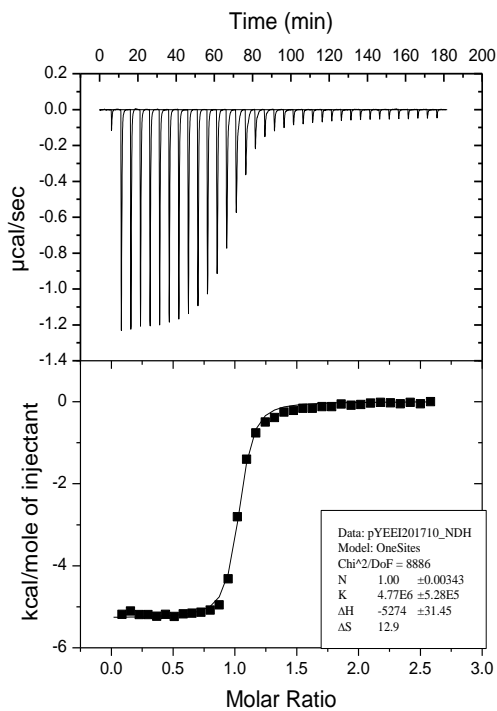 Time (min)
0 20 40 60 80 100 120 140 160 180 200
0.2
0.0
-0.2
-0.4
-0.6
-0.8
-1.0
-1.2
-1.4
µcal/sec
0
-2
-4
-6
kcal/mole of injectant
Data: pYEEI201710_NDH
Model: OneSites
Chi^2/DoF = 8886
N 1.00 ±0.00343
K 4.77E6 ±5.28E5
ΔH -5274 ±31.45
ΔS 12.9
0.0 0.5 1.0 1.5 2.0 2.5 3.0
Molar Ratio